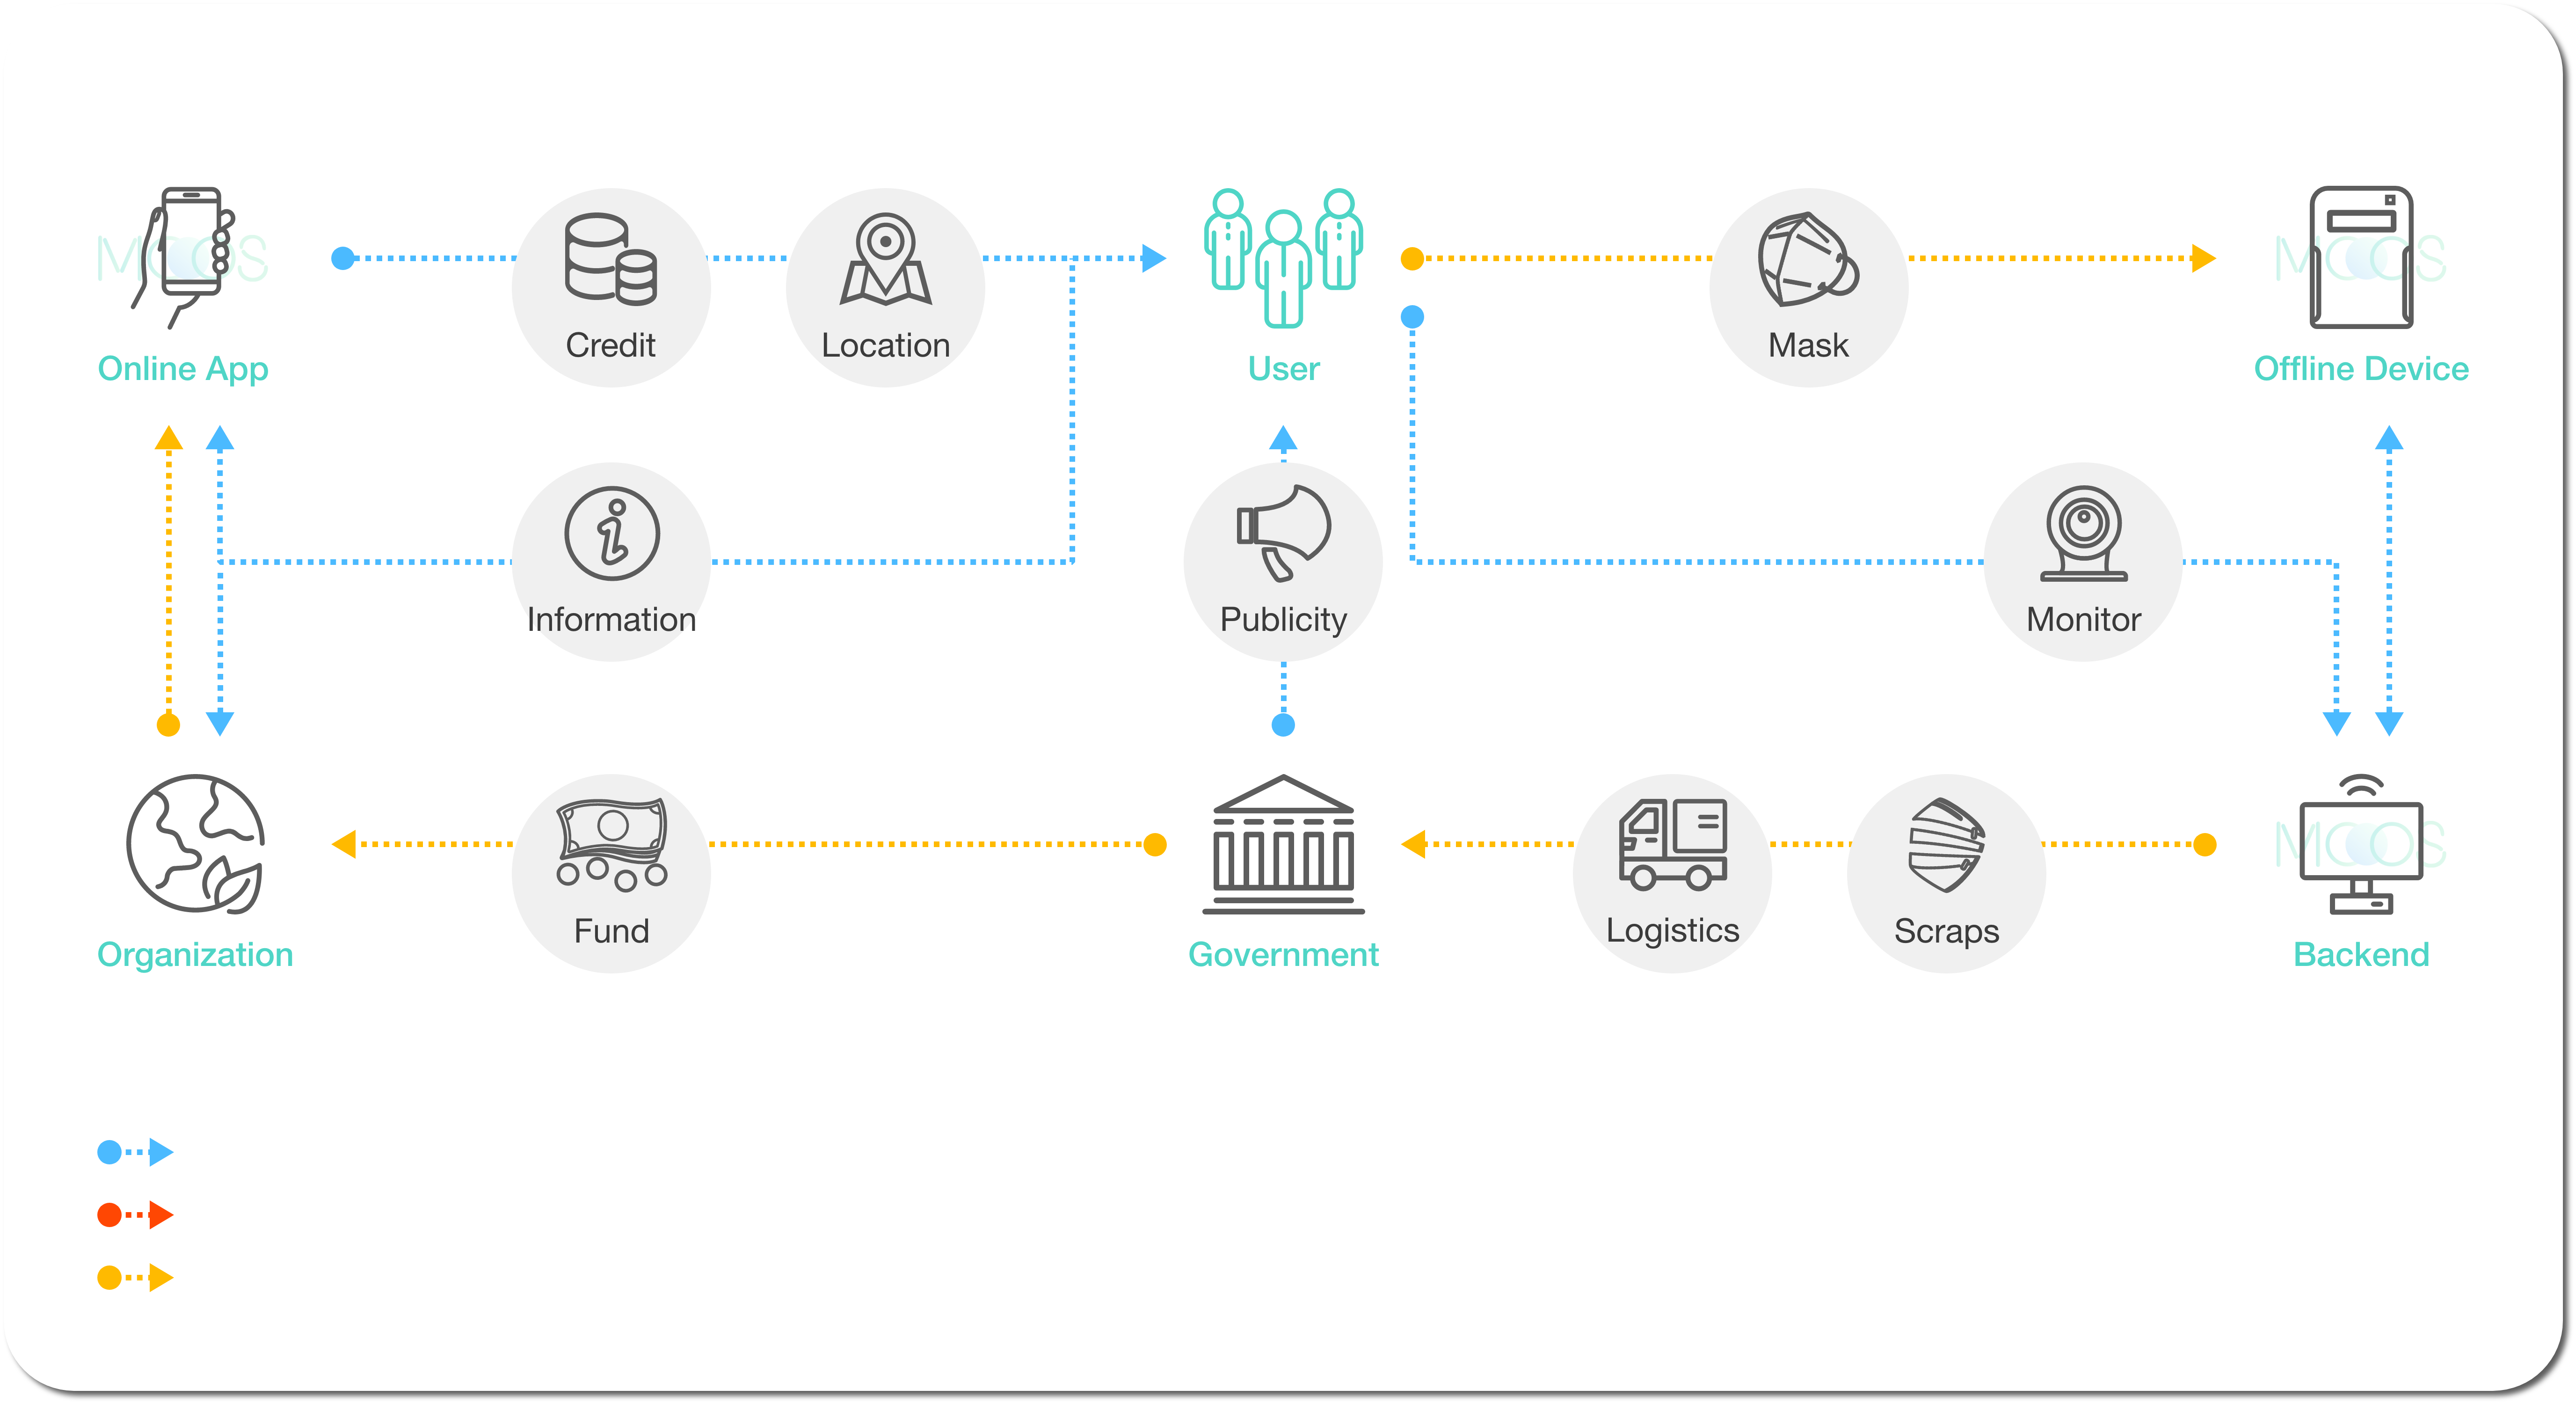 MOOS
MOOS
Credit
Location
Mask
Online App
User
Offline Device
Information
Publicity
Monitor
MOOS
Fund
Logistics
Scraps
Organization
Government
Backend